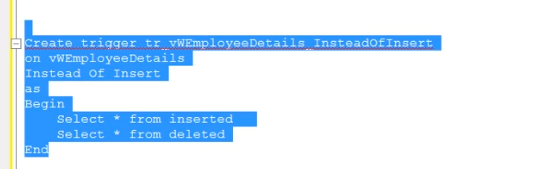 Create trigger tr_vWEmployeeDetails_InsteadOfInsert
on vWEmployeeDetails
Instead Of Insert
as
Begin
    Select * from inserted
    Select * from deleted
End